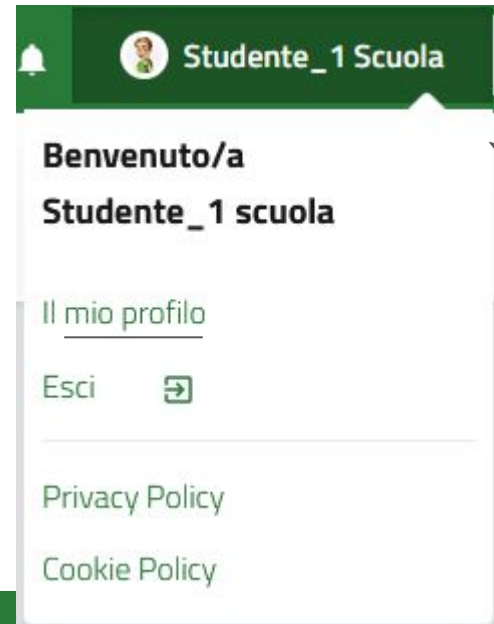 Studente_1 Scuola
Benvenuto/a
Studente_1 scuola
Il mio profilo
Esci
Privacy Policy
Cookie Policy